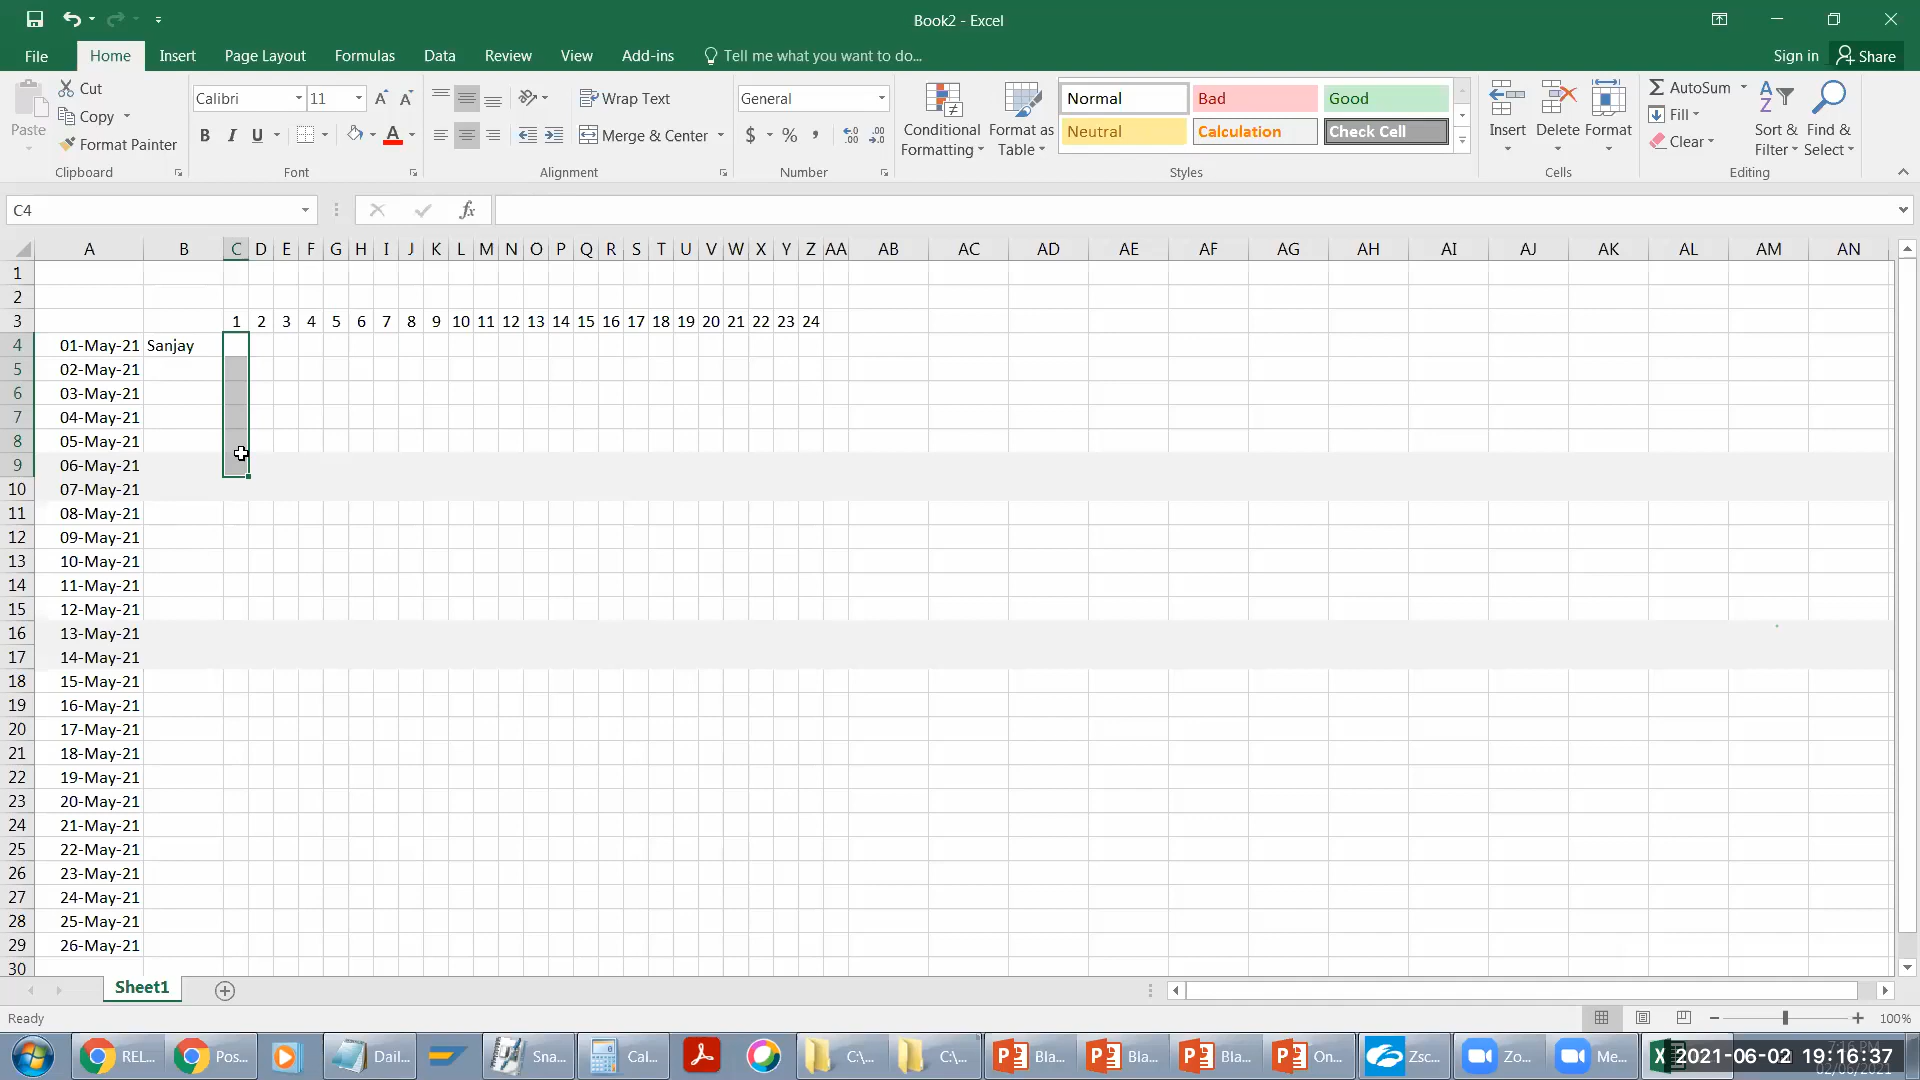 Book2 - Excel
File Home Insert Page Layout Formulas Data Review View Add-ins Tell me what you want to do... Sign in Share
Paste Cut Copy Format Painter Clipboard
Calibri 11 A A B I U A Font
Wrap Text Merge & Center Alignment
General $ % , Number
Conditional Formatting Format as Table
Normal Bad Good
Neutral Calculation Check Cell
Styles
Insert Delete Format Cells
AutoSum Fill Clear Sort & Filter Find & Select Editing
C4 fx
A B C D E F G H I J K L M N O P Q R S T U V W X Y Z AA AB AC AD AE AF AG AH AI AJ AK AL AM AN
1
2
3 1 2 3 4 5 6 7 8 9 10 11 12 13 14 15 16 17 18 19 20 21 22 23 24
4 01-May-21 Sanjay
5 02-May-21
6 03-May-21
7 04-May-21
8 05-May-21
9 06-May-21
10 07-May-21
11 08-May-21
12 09-May-21
13 10-May-21
14 11-May-21
15 12-May-21
16 13-May-21
17 14-May-21
18 15-May-21
19 16-May-21
20 17-May-21
21 18-May-21
22 19-May-21
23 20-May-21
24 21-May-21
25 22-May-21
26 23-May-21
27 24-May-21
28 25-May-21
29 26-May-21
30
Sheet1
Ready 100%
REL... Pos... Dail... Sna... Cal... C:\... C:\... Bla... Bla... Bla... On... Zsc... Zo... Me... 2021-06-02 19:16:37
02/06/2021